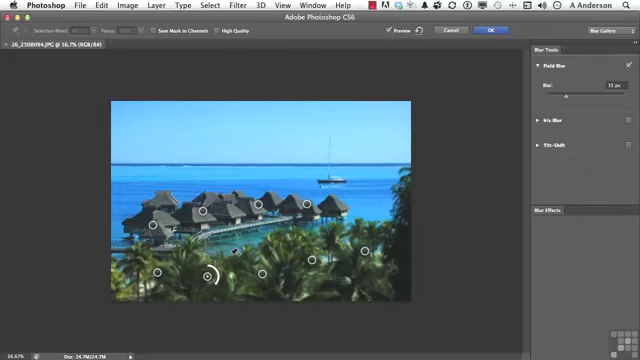 Photoshop File Edit Image Layer Type Select Filter 3D View Window Help A Anderson
Adobe Photoshop CS6
Selection Bleed: Focus: Save Mask to Channels High Quality Preview Cancel OK Blur Gallery
26_2508094.JPG @ 16.7% (RGB/8#)
Blur Tools
Field Blur
Blur: 15 px
Iris Blur
Tilt-Shift
Blur Effects
16.67% Doc: 24.7M/24.7M